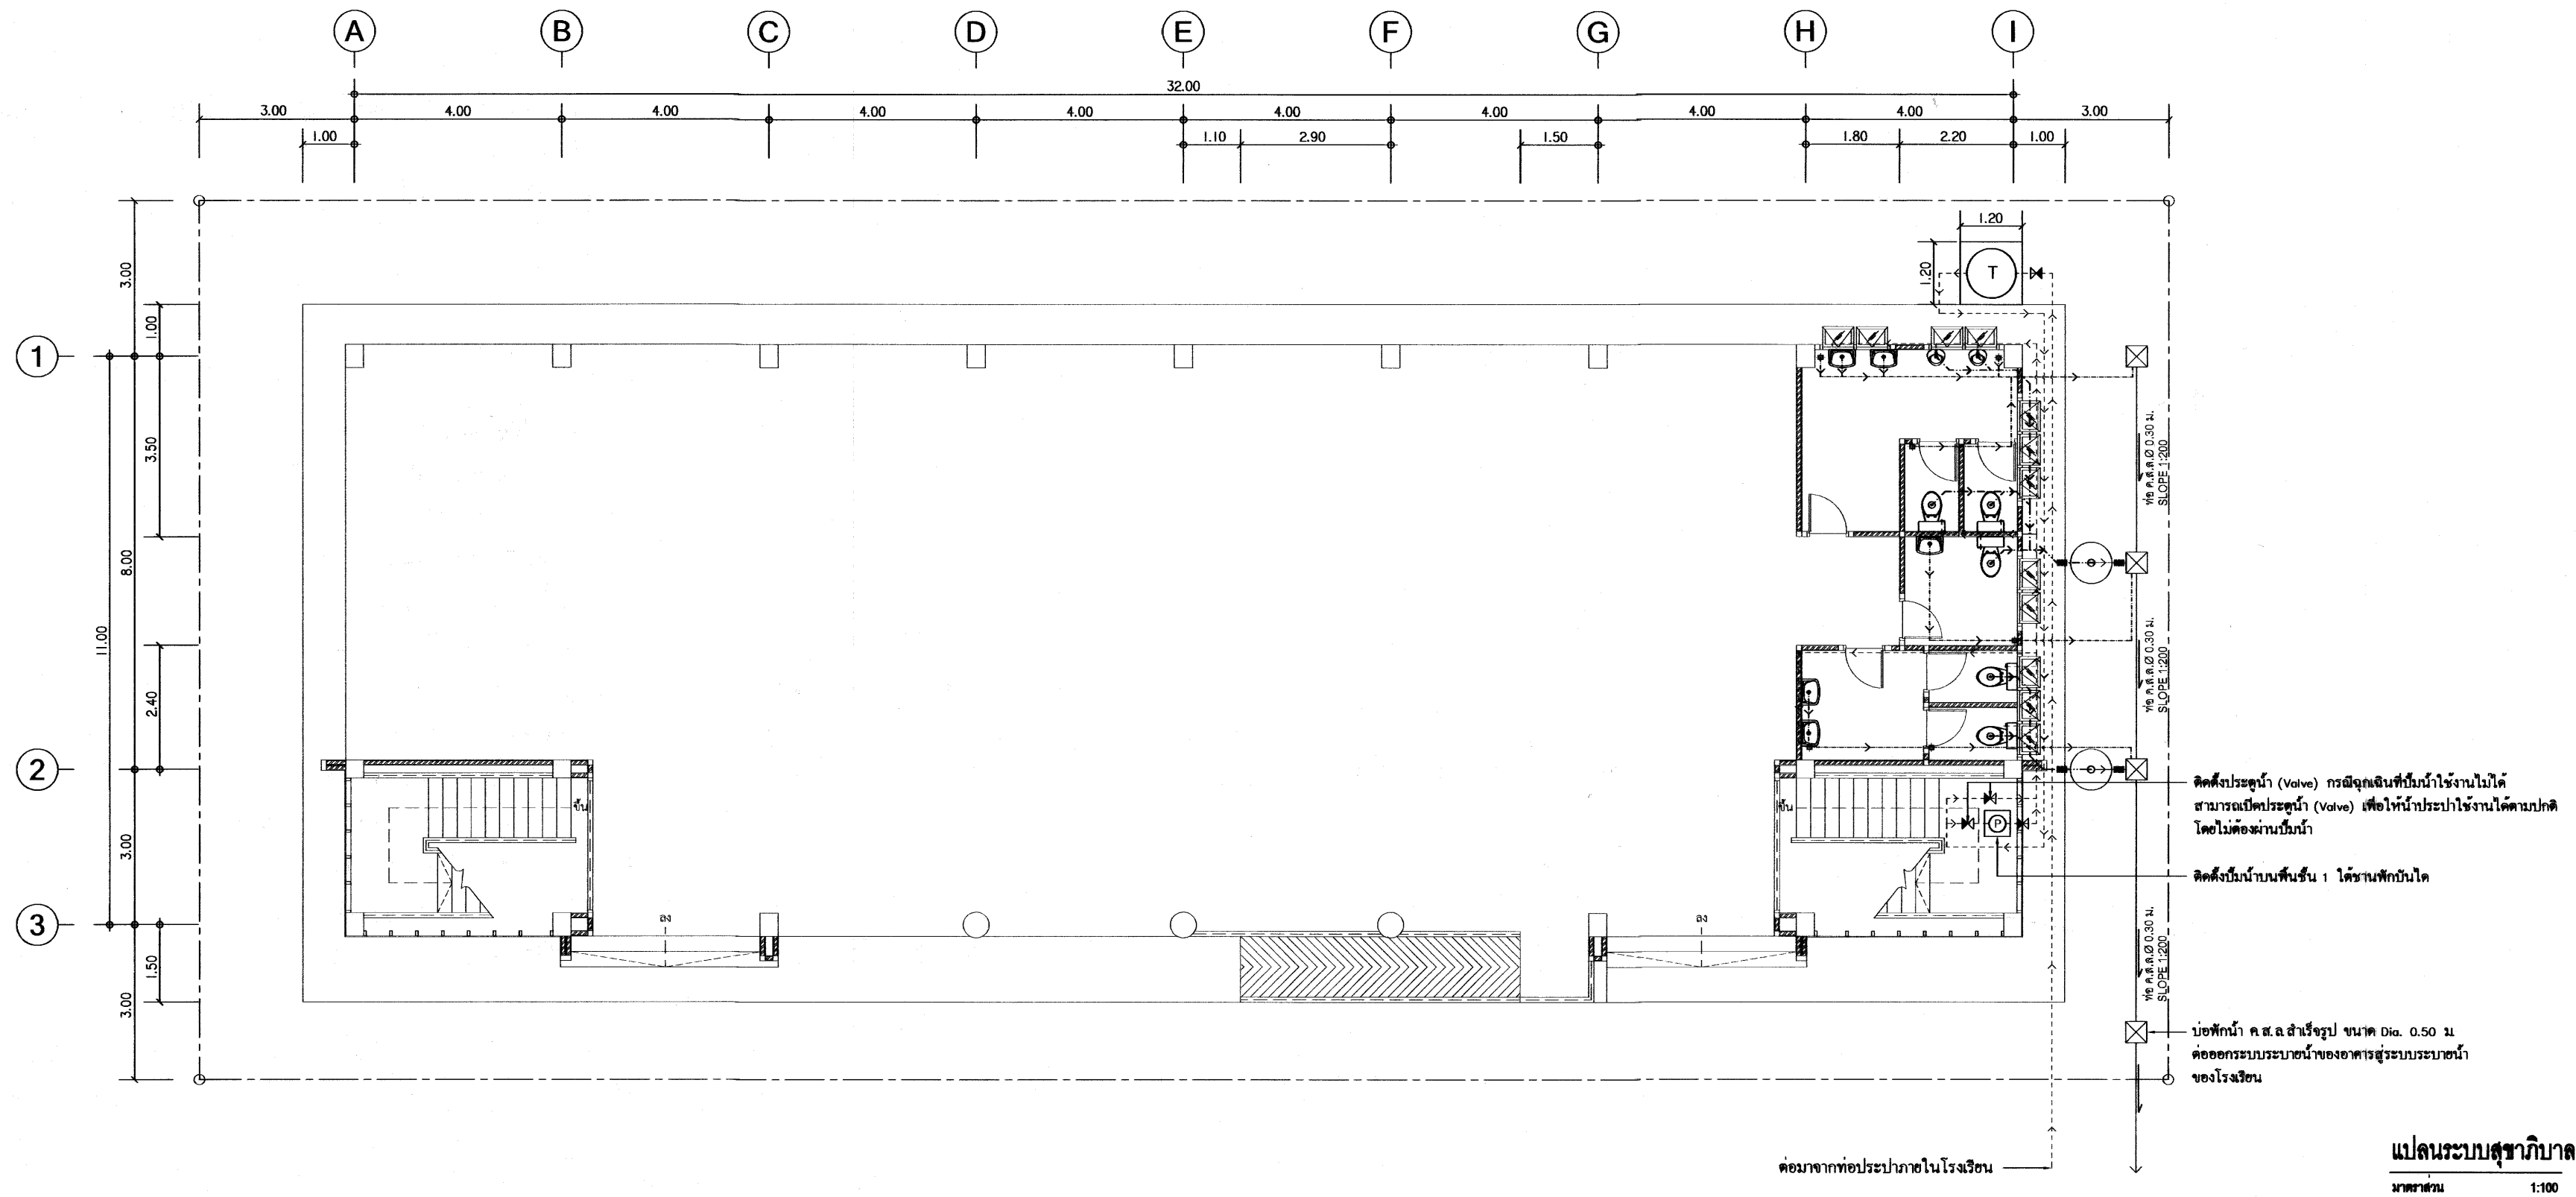 A B C D E F G H I
32.00
3.00 4.00 4.00 4.00 4.00 4.00 4.00 4.00 4.00 3.00
1.00 1.10 2.90 1.50 1.80 2.20 1.00
1.20
1.20
T
3.00
1.00
1
3.50
8.00
11.00
2.40
2
3.00
3
1.50
3.00
ขึ้น
ขึ้น
ลง
ลง
P
ท่อ ค.ส.ล.Ø 0.30 ม.
SLOPE 1:200
ท่อ ค.ส.ล.Ø 0.30 ม.
SLOPE 1:200
ท่อ ค.ส.ล.Ø 0.30 ม.
SLOPE 1:200
ติดตั้งประตูน้ำ (Valve) กรณีฉุกเฉินที่ปั๊มน้ำใช้งานไม่ได้
สามารถเปิดประตูน้ำ (Valve) เพื่อให้น้ำประปาใช้งานได้ตามปกติ
โดยไม่ต้องผ่านปั๊มน้ำ
ติดตั้งปั๊มน้ำบนพื้นชั้น 1 ใต้ชานพักบันได
บ่อพักน้ำ ค.ส.ล.สำเร็จรูป ขนาด Dia. 0.50 ม.
ต่อออกระบบระบายน้ำของอาคารสู่ระบบระบายน้ำ
ของโรงเรียน
ต่อมาจากท่อประปาภายในโรงเรียน
แปลนระบบสุขาภิบาล
มาตราส่วน 1:100